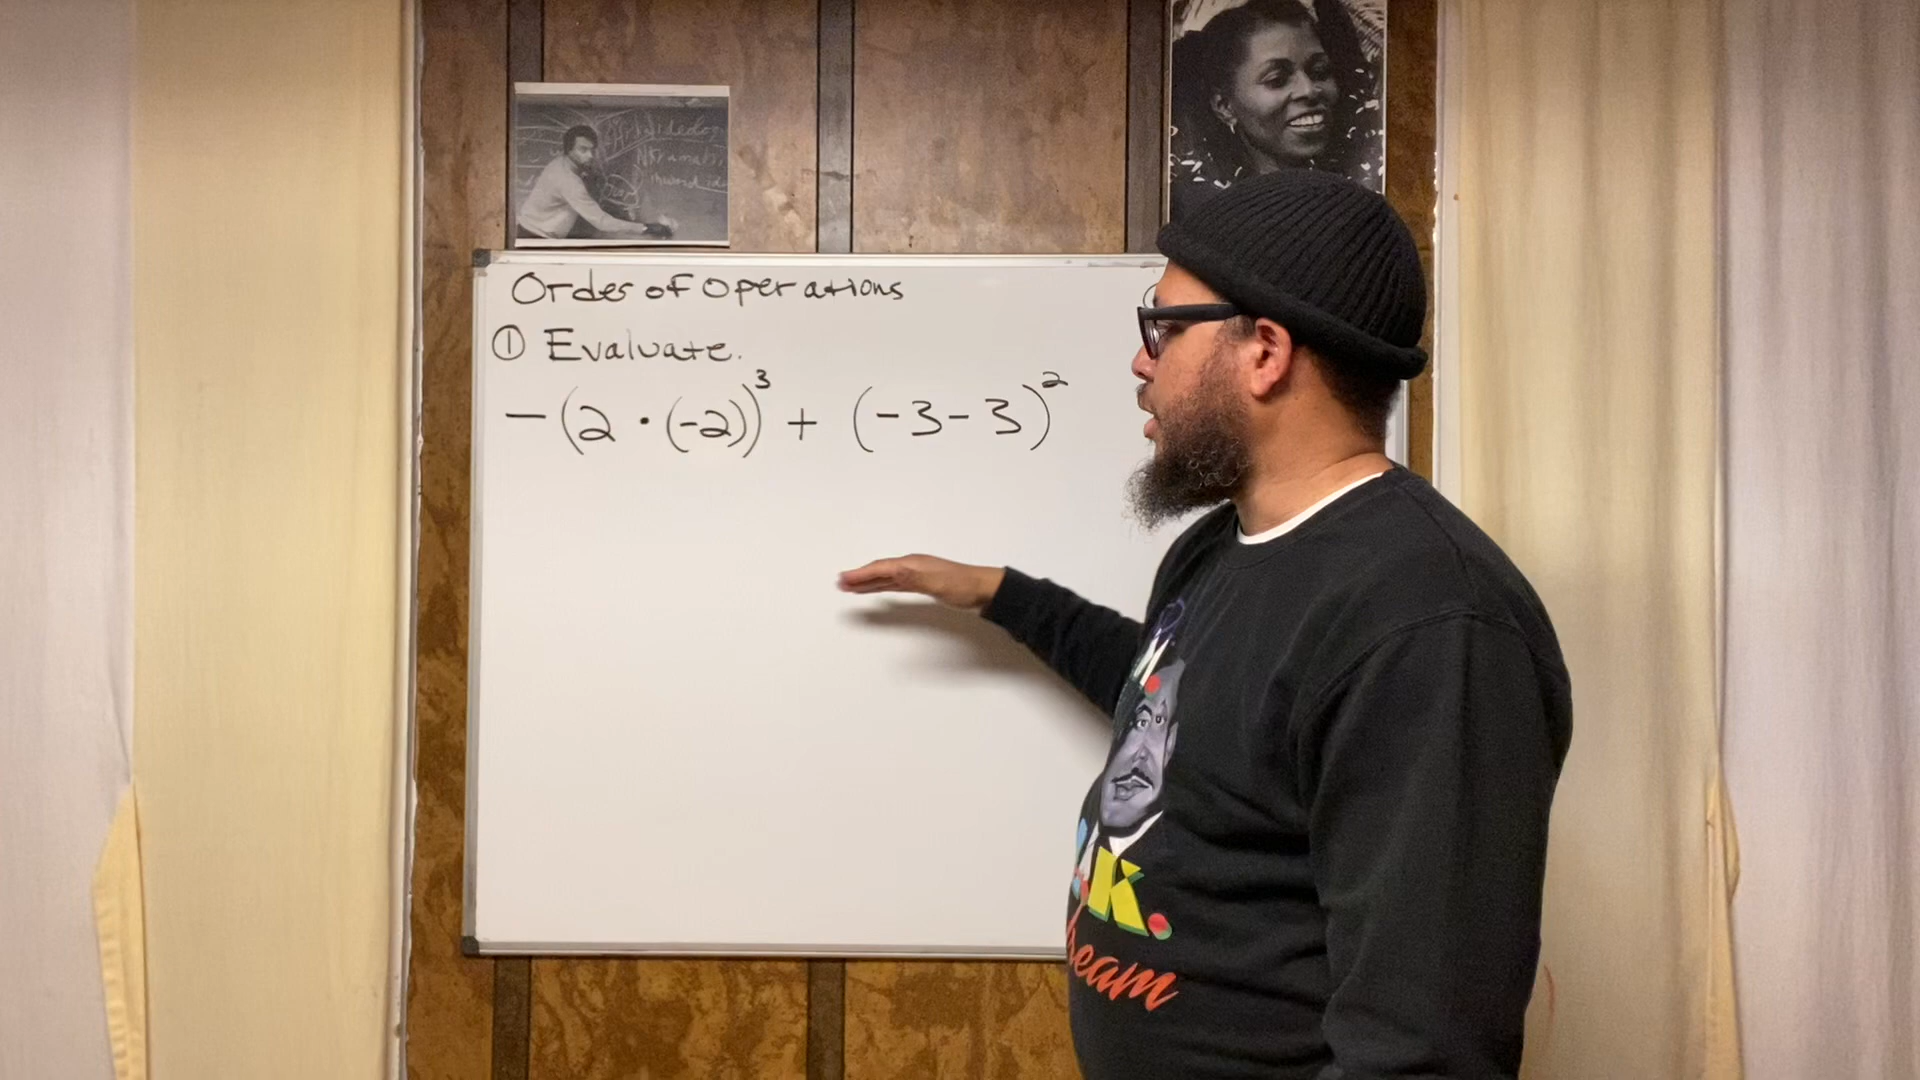 Order of Operations
① Evaluate.
-(2 · (-2))³ + (-3 - 3)²
K.